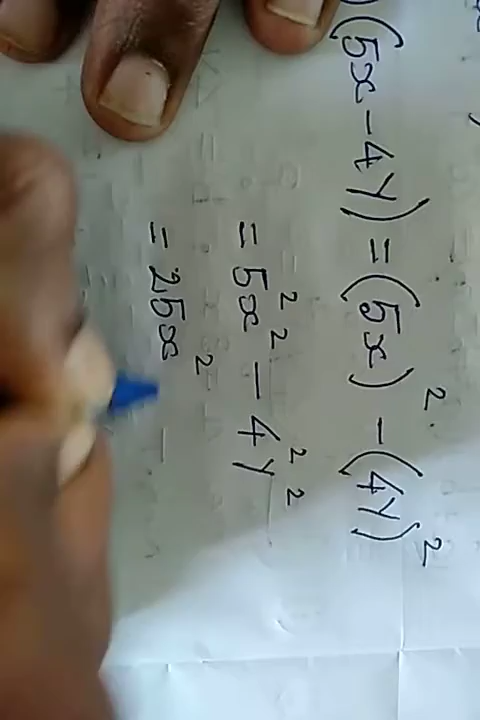 )(5x-4y)=(5x)²-(4y)²
=5²x²-4²y²
=25x²